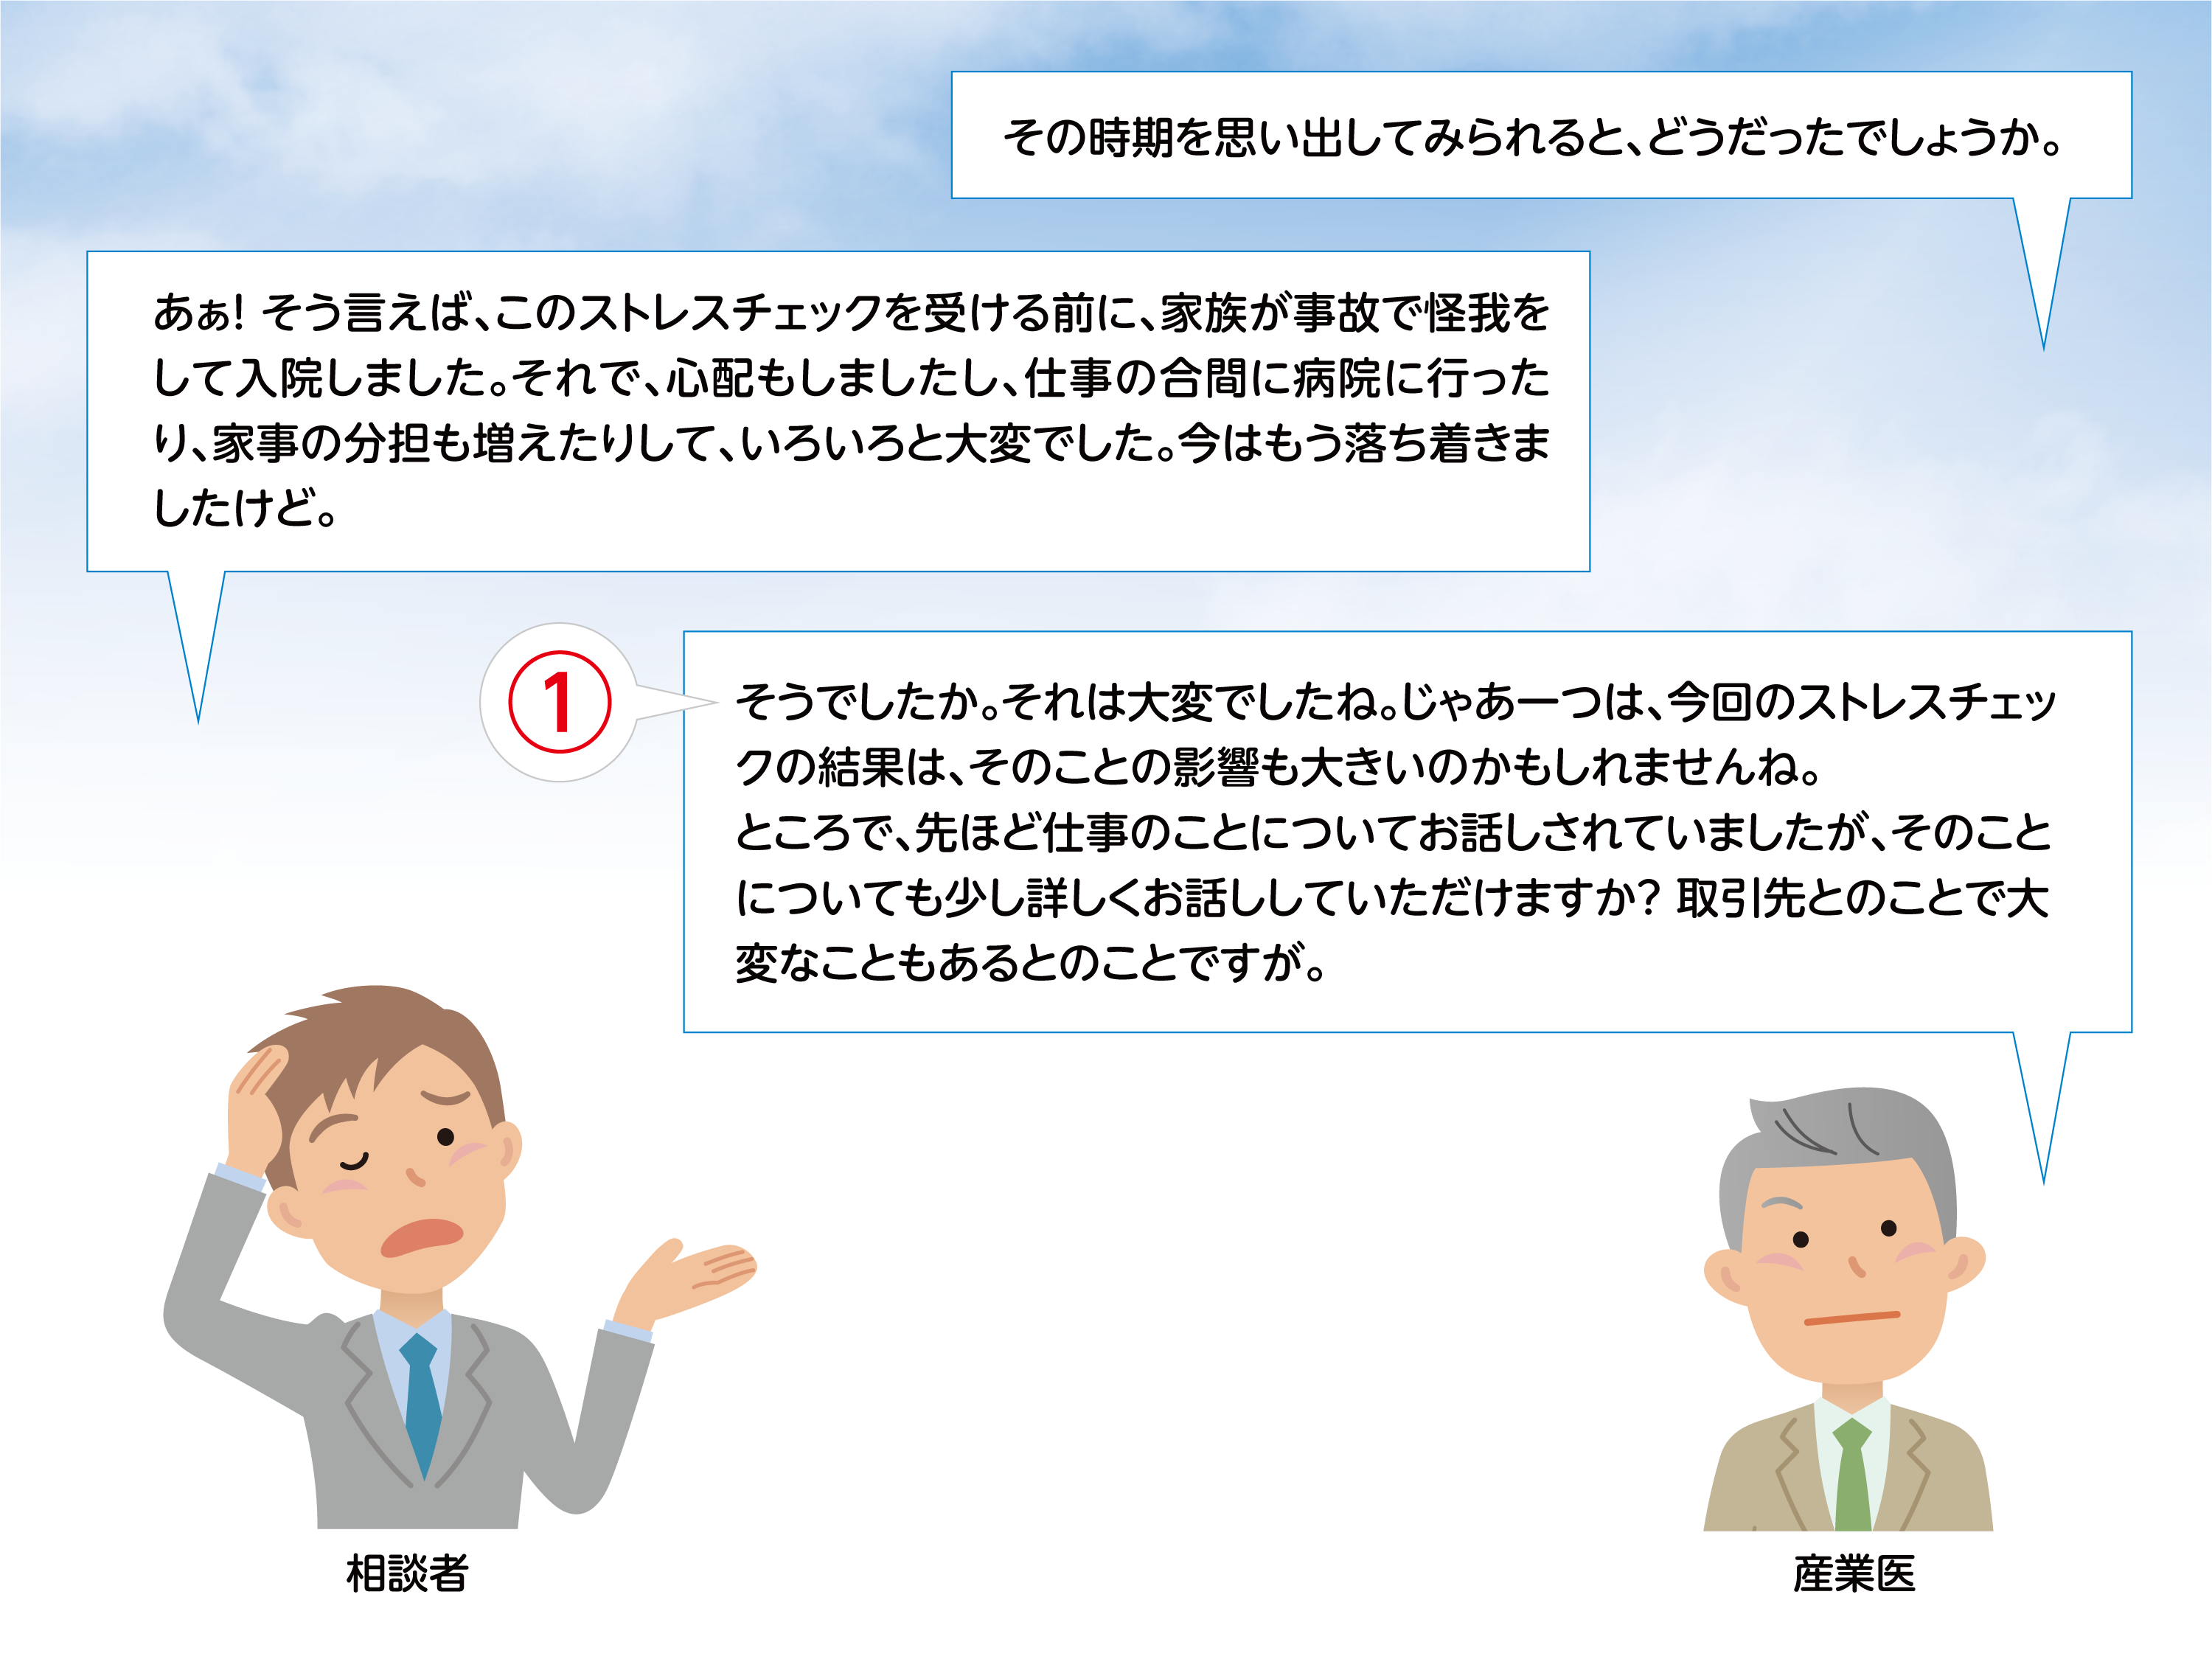 その時期を思い出してみられると、どうだったでしょうか。
あぁ! そう言えば、このストレスチェックを受ける前に、家族が事故で怪我を
して入院しました。それで、心配もしましたし、仕事の合間に病院に行った
り、家事の分担も増えたりして、いろいろと大変でした。今はもう落ち着きま
したけど。
①
そうでしたか。それは大変でしたね。じゃあ一つは、今回のストレスチェッ
クの結果は、そのことの影響も大きいのかもしれませんね。
ところで、先ほど仕事のことについてお話しされていましたが、そのこと
についても少し詳しくお話ししていただけますか? 取引先とのことで大
変なこともあるとのことですが。
相談者
産業医